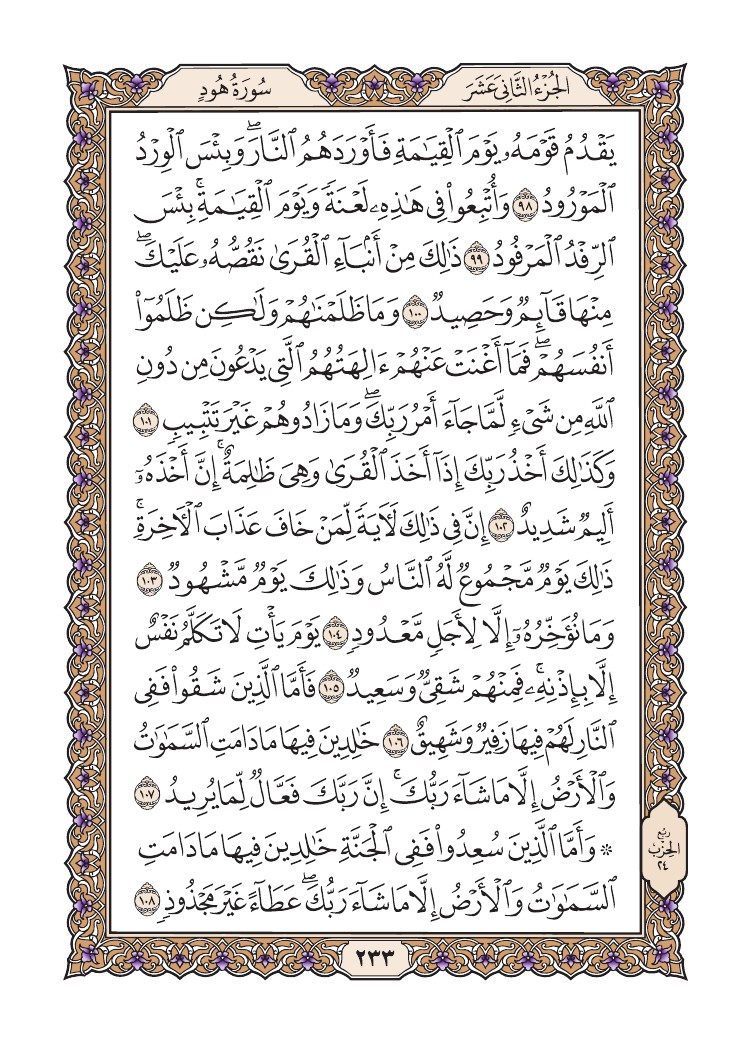 الجُزْءُ الثَّانِي عَشَرَ
سُورَةُ هُودٍ
يَقۡدُمُ قَوۡمَهُۥ يَوۡمَ ٱلۡقِيَٰمَةِ فَأَوۡرَدَهُمُ ٱلنَّارَۖ وَبِئۡسَ ٱلۡوِرۡدُ
ٱلۡمَوۡرُودُ ٩٨ وَأُتۡبِعُواْ فِي هَٰذِهِۦ لَعۡنَةٗ وَيَوۡمَ ٱلۡقِيَٰمَةِۚ بِئۡسَ
ٱلرِّفۡدُ ٱلۡمَرۡفُودُ ٩٩ ذَٰلِكَ مِنۡ أَنۢبَآءِ ٱلۡقُرَىٰ نَقُصُّهُۥ عَلَيۡكَۖ
مِنۡهَا قَآئِمٞ وَحَصِيدٞ ١٠٠ وَمَا ظَلَمۡنَٰهُمۡ وَلَٰكِن ظَلَمُوٓاْ
أَنفُسَهُمۡۖ فَمَآ أَغۡنَتۡ عَنۡهُمۡ ءَالِهَتُهُمُ ٱلَّتِي يَدۡعُونَ مِن دُونِ
ٱللَّهِ مِن شَيۡءٖ لَّمَّا جَآءَ أَمۡرُ رَبِّكَۖ وَمَا زَادُوهُمۡ غَيۡرَ تَتۡبِيبٖ ١٠١
وَكَذَٰلِكَ أَخۡذُ رَبِّكَ إِذَآ أَخَذَ ٱلۡقُرَىٰ وَهِيَ ظَٰلِمَةٌۚ إِنَّ أَخۡذَهُۥٓ
أَلِيمٞ شَدِيدٌ ١٠٢ إِنَّ فِي ذَٰلِكَ لَأٓيَةٗ لِّمَنۡ خَافَ عَذَابَ ٱلۡأٓخِرَةِۚ
ذَٰلِكَ يَوۡمٞ مَّجۡمُوعٞ لَّهُ ٱلنَّاسُ وَذَٰلِكَ يَوۡمٞ مَّشۡهُودٞ ١٠٣
وَمَا نُؤَخِّرُهُۥٓ إِلَّا لِأَجَلٖ مَّعۡدُودٖ ١٠٤ يَوۡمَ يَأۡتِ لَا تَكَلَّمُ نَفۡسٌ
إِلَّا بِإِذۡنِهِۦۚ فَمِنۡهُمۡ شَقِيّٞ وَسَعِيدٞ ١٠٥ فَأَمَّا ٱلَّذِينَ شَقُواْ فَفِي
ٱلنَّارِ لَهُمۡ فِيهَا زَفِيرٞ وَشَهِيقٌ ١٠٦ خَٰلِدِينَ فِيهَا مَا دَامَتِ ٱلسَّمَٰوَٰتُ
وَٱلۡأَرۡضُ إِلَّا مَا شَآءَ رَبُّكَۚ إِنَّ رَبَّكَ فَعَّالٞ لِّمَا يُرِيدُ ١٠٧
۞ وَأَمَّا ٱلَّذِينَ سُعِدُواْ فَفِي ٱلۡجَنَّةِ خَٰلِدِينَ فِيهَا مَا دَامَتِ
ٱلسَّمَٰوَٰتُ وَٱلۡأَرۡضُ إِلَّا مَا شَآءَ رَبُّكَۖ عَطَآءً غَيۡرَ مَجۡذُوذٖ ١٠٨
ربع
الحِزْب
٢٤
٢٣٣